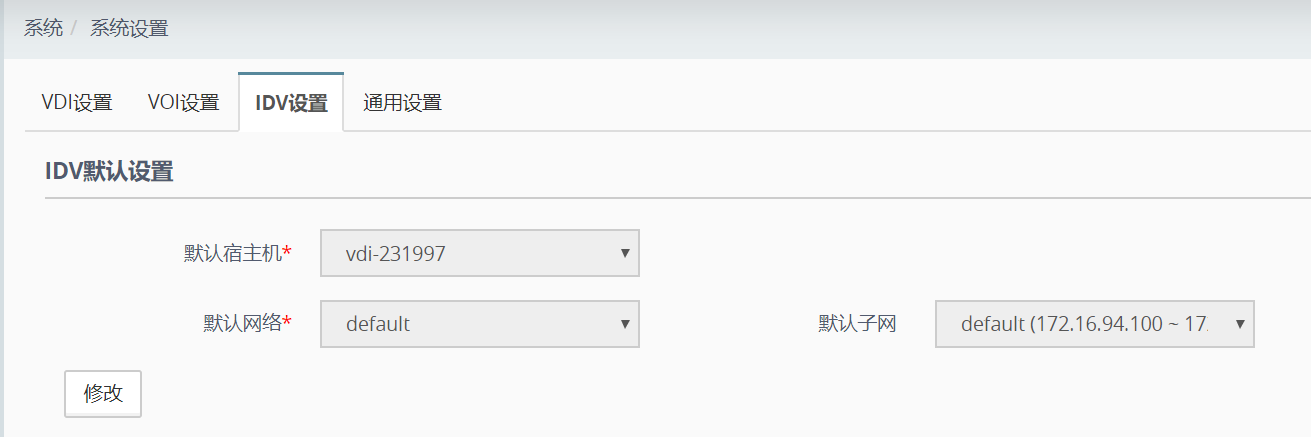 系统 / 系统设置
VDI设置 VOI设置 IDV设置 通用设置
IDV默认设置
默认宿主机* vdi-231997
默认网络* default 默认子网 default (172.16.94.100 ~ 17.
修改